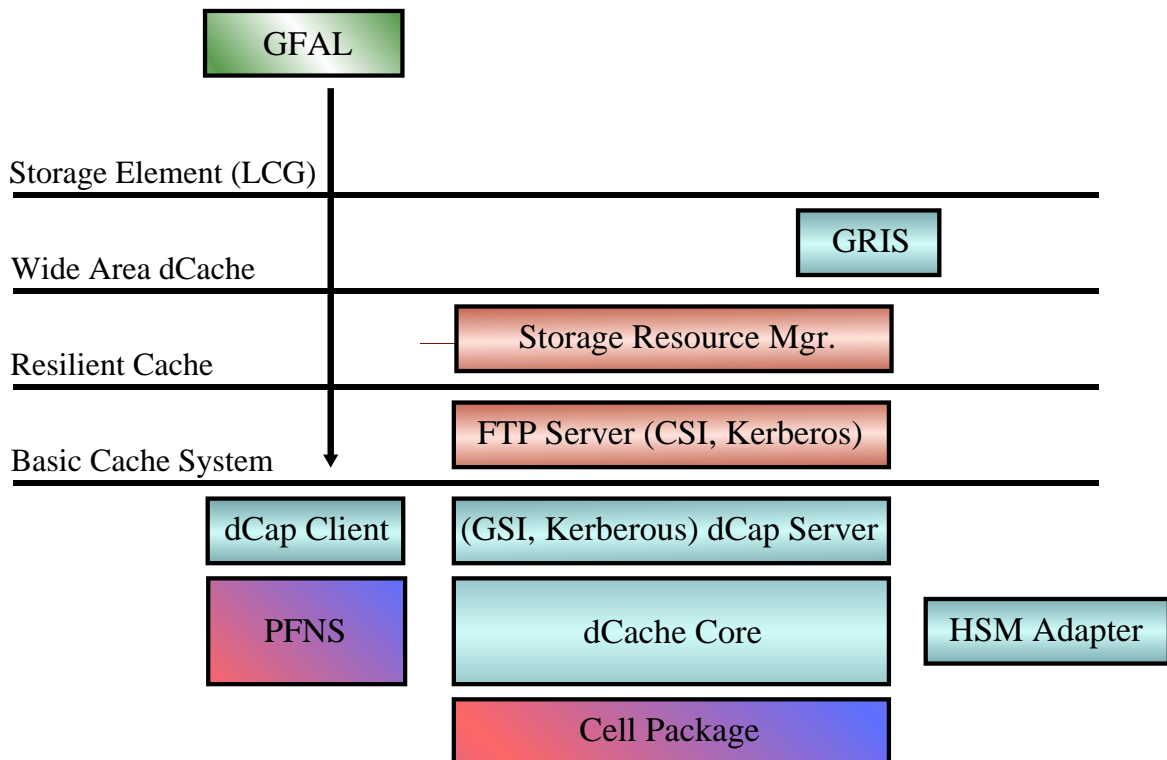 GFAL
Storage Element (LCG)
GRIS
Wide Area dCache
Storage Resource Mgr.
Resilient Cache
FTP Server (CSI, Kerberos)
Basic Cache System
dCap Client
(GSI, Kerberous) dCap Server
PFNS
dCache Core
HSM Adapter
Cell Package